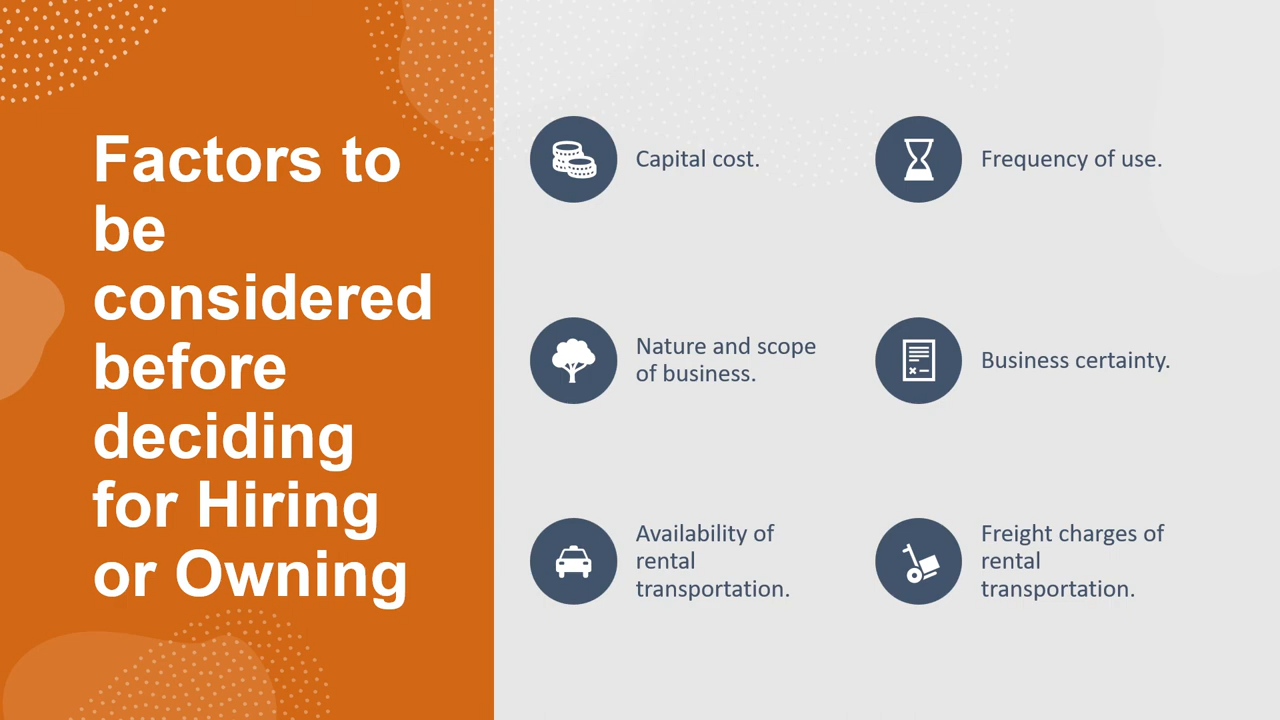 Factors to
be
considered
before
deciding
for Hiring
or Owning
Capital cost.
Frequency of use.
Nature and scope
of business.
Business certainty.
Availability of
rental
transportation.
Freight charges of
rental
transportation.